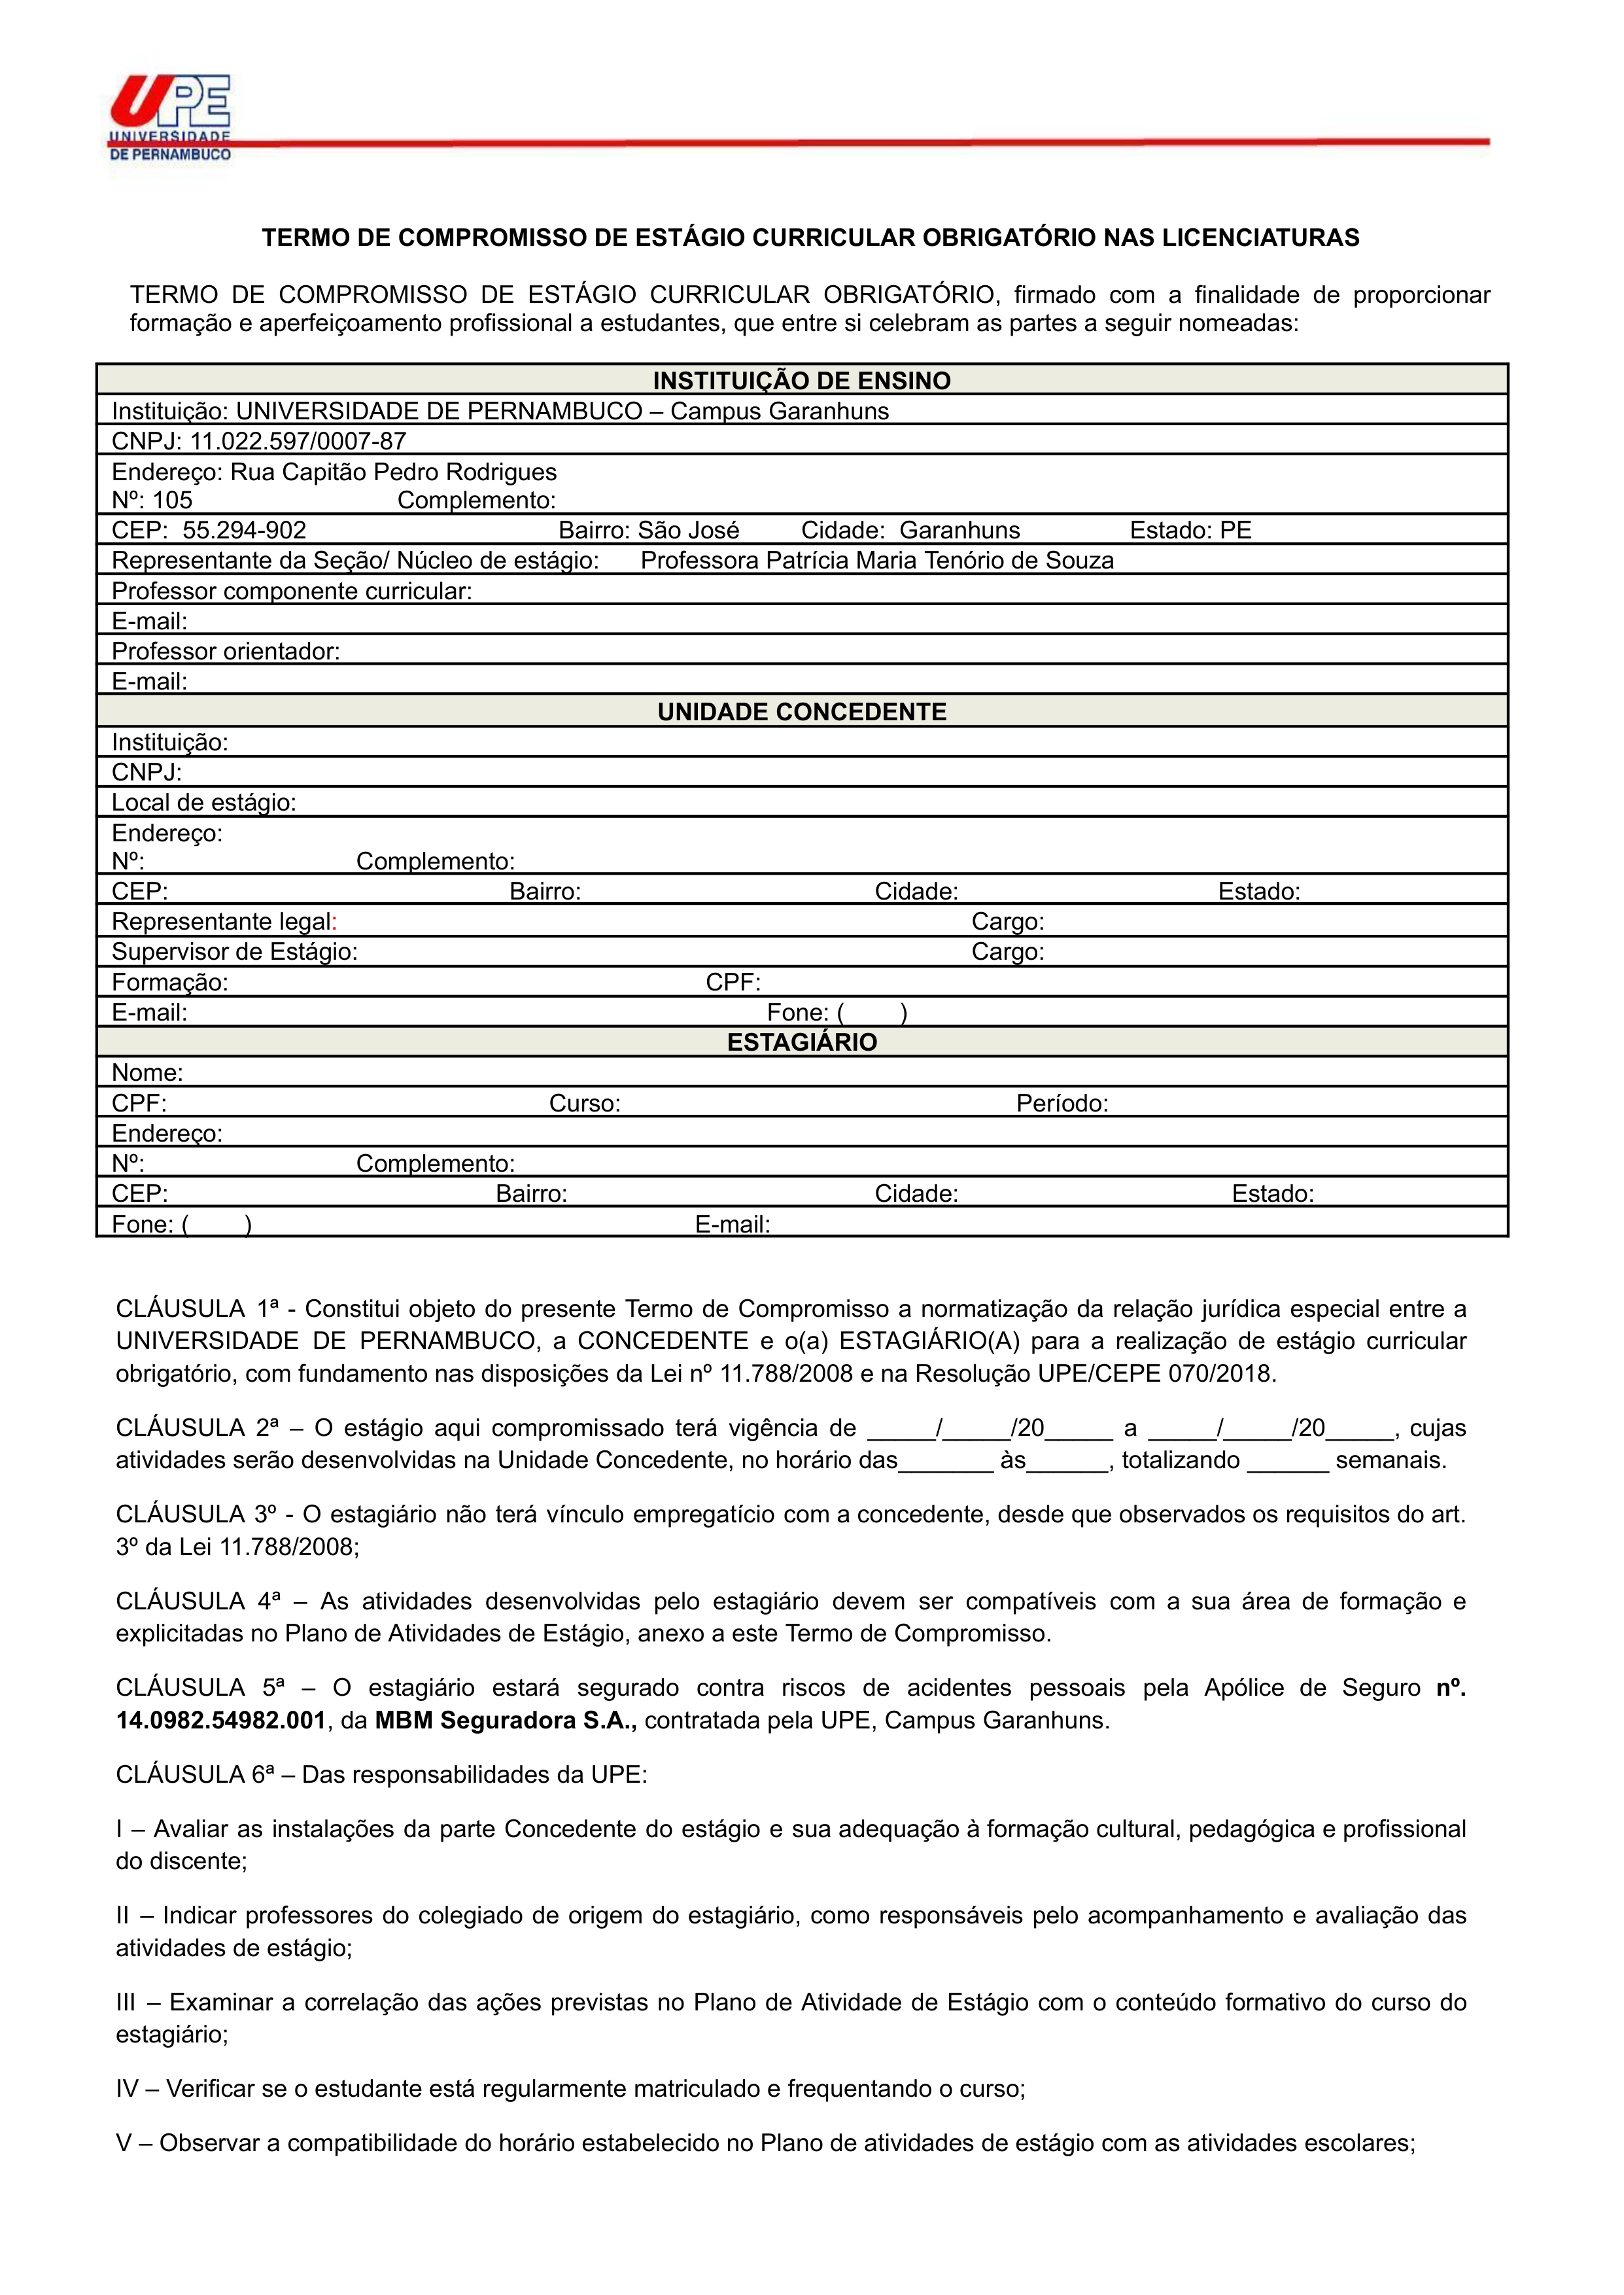 UPE
UNIVERSIDADE
DE PERNAMBUCO
TERMO DE COMPROMISSO DE ESTÁGIO CURRICULAR OBRIGATÓRIO NAS LICENCIATURAS
TERMO DE COMPROMISSO DE ESTÁGIO CURRICULAR OBRIGATÓRIO, firmado com a finalidade de proporcionar
formação e aperfeiçoamento profissional a estudantes, que entre si celebram as partes a seguir nomeadas:
INSTITUIÇÃO DE ENSINO
Instituição: UNIVERSIDADE DE PERNAMBUCO – Campus Garanhuns
CNPJ: 11.022.597/0007-87
Endereço: Rua Capitão Pedro Rodrigues
Nº: 105 Complemento:
CEP: 55.294-902 Bairro: São José Cidade: Garanhuns Estado: PE
Representante da Seção/ Núcleo de estágio: Professora Patrícia Maria Tenório de Souza
Professor componente curricular:
E-mail:
Professor orientador:
E-mail:
UNIDADE CONCEDENTE
Instituição:
CNPJ:
Local de estágio:
Endereço:
Nº: Complemento:
CEP: Bairro: Cidade: Estado:
Representante legal: Cargo:
Supervisor de Estágio: Cargo:
Formação: CPF:
E-mail: Fone: ( )
ESTAGIÁRIO
Nome:
CPF: Curso: Período:
Endereço:
Nº: Complemento:
CEP: Bairro: Cidade: Estado:
Fone: ( ) E-mail:
CLÁUSULA 1ª - Constitui objeto do presente Termo de Compromisso a normatização da relação jurídica especial entre a
UNIVERSIDADE DE PERNAMBUCO, a CONCEDENTE e o(a) ESTAGIÁRIO(A) para a realização de estágio curricular
obrigatório, com fundamento nas disposições da Lei nº 11.788/2008 e na Resolução UPE/CEPE 070/2018.
CLÁUSULA 2ª – O estágio aqui compromissado terá vigência de _____/_____/20_____ a _____/_____/20_____, cujas
atividades serão desenvolvidas na Unidade Concedente, no horário das_______ às______, totalizando ______ semanais.
CLÁUSULA 3º - O estagiário não terá vínculo empregatício com a concedente, desde que observados os requisitos do art.
3º da Lei 11.788/2008;
CLÁUSULA 4ª – As atividades desenvolvidas pelo estagiário devem ser compatíveis com a sua área de formação e
explicitadas no Plano de Atividades de Estágio, anexo a este Termo de Compromisso.
CLÁUSULA 5ª – O estagiário estará segurado contra riscos de acidentes pessoais pela Apólice de Seguro nº.
14.0982.54982.001, da MBM Seguradora S.A., contratada pela UPE, Campus Garanhuns.
CLÁUSULA 6ª – Das responsabilidades da UPE:
I – Avaliar as instalações da parte Concedente do estágio e sua adequação à formação cultural, pedagógica e profissional
do discente;
II – Indicar professores do colegiado de origem do estagiário, como responsáveis pelo acompanhamento e avaliação das
atividades de estágio;
III – Examinar a correlação das ações previstas no Plano de Atividade de Estágio com o conteúdo formativo do curso do
estagiário;
IV – Verificar se o estudante está regularmente matriculado e frequentando o curso;
V – Observar a compatibilidade do horário estabelecido no Plano de atividades de estágio com as atividades escolares;